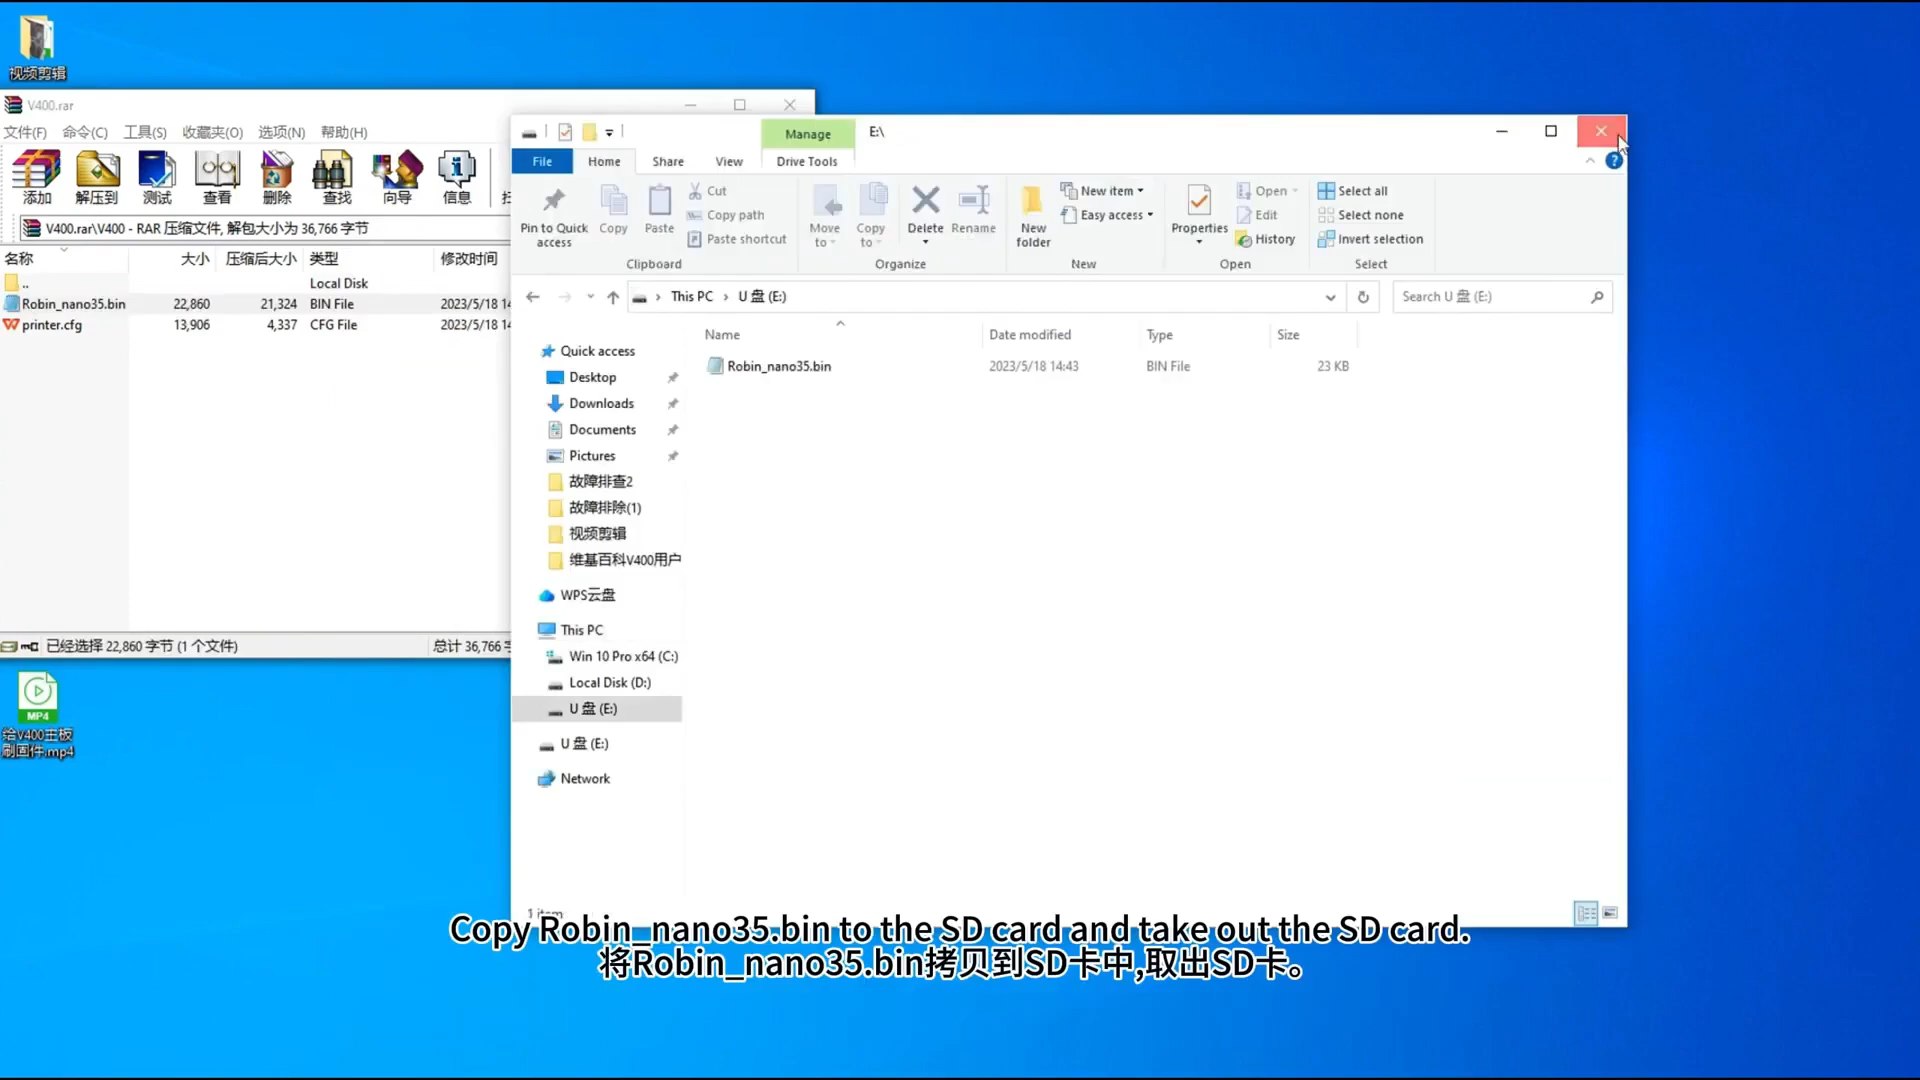 视频剪辑
V400.rar
文件(F) 命令(C) 工具(S) 收藏夹(O) 选项(N) 帮助(H)
添加 解压到 测试 查看 删除 查找 向导 信息
V400.rar\V400 - RAR 压缩文件, 解包大小为 36,766 字节
名称 大小 压缩后大小 类型 修改时间
.. Local Disk
Robin_nano35.bin 22,860 21,324 BIN File 2023/5/18 14
printer.cfg 13,906 4,337 CFG File 2023/5/18 14
已经选择 22,860 字节 (1 个文件) 总计 36,766
MP4
给V400主板
刷固件.mp4
Manage E:\
File Home Share View Drive Tools
Pin to Quick
access
Copy
Paste
Cut
Copy path
Paste shortcut
Clipboard
Move
to
Copy
to
Delete
Rename
Organize
New
folder
New item
Easy access
New
Properties
Open
Edit
History
Open
Select all
Select none
Invert selection
Select
This PC › U 盘 (E:)
Search U 盘 (E:)
Name Date modified Type Size
Robin_nano35.bin 2023/5/18 14:43 BIN File 23 KB
Quick access
Desktop
Downloads
Documents
Pictures
故障排查2
故障排除(1)
视频剪辑
维基百科V400用户
WPS云盘
This PC
Win 10 Pro x64 (C:)
Local Disk (D:)
U 盘 (E:)
U 盘 (E:)
Network
1 item
Copy Robin_nano35.bin to the SD card and take out the SD card.
将Robin_nano35.bin拷贝到SD卡中,取出SD卡。